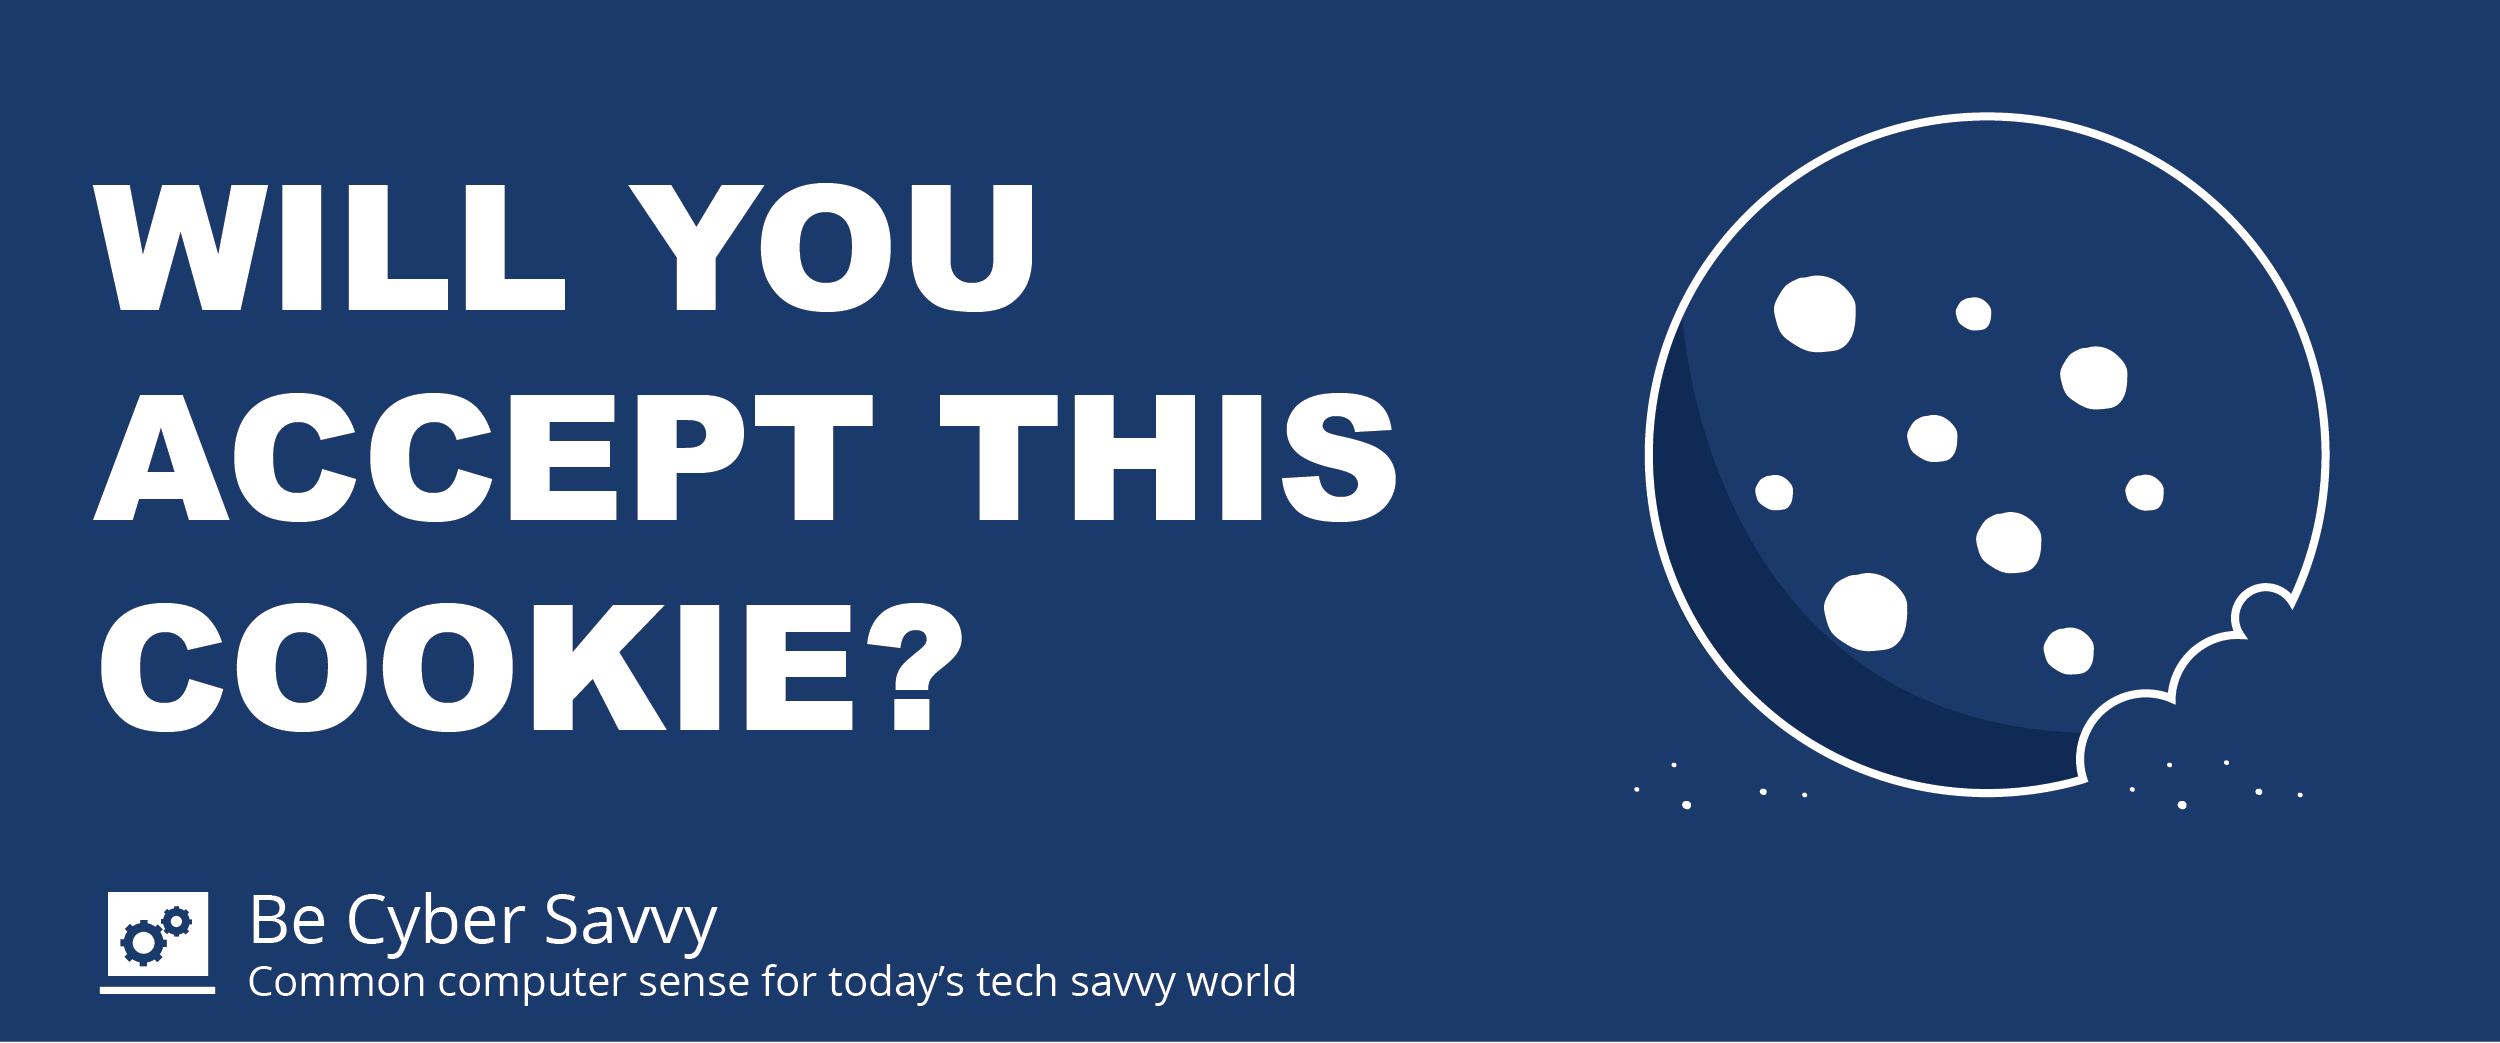 WILL YOU
ACCEPT THIS
COOKIE?
Be Cyber Savvy
Common computer sense for today’s tech savvy world